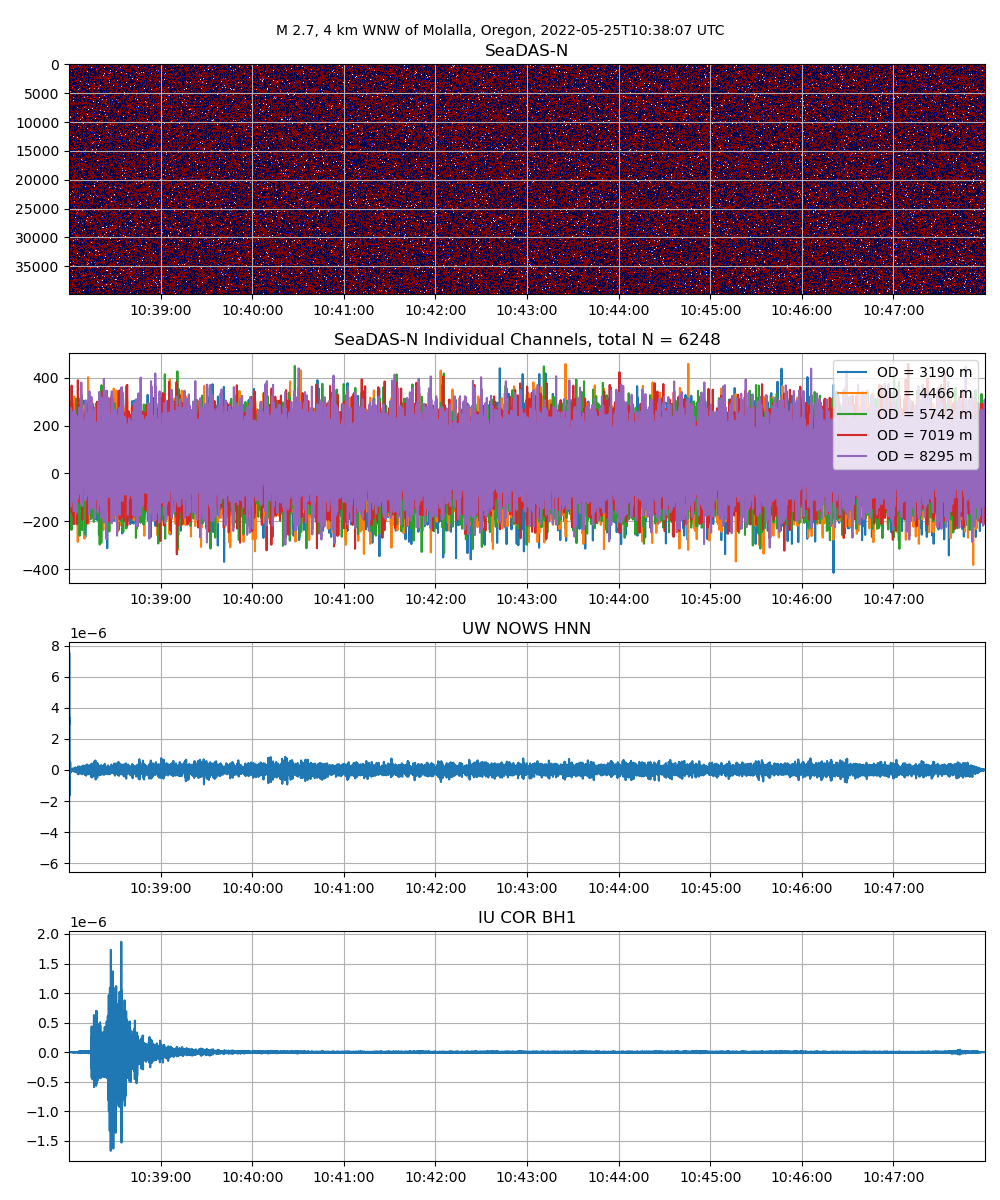 M 2.7, 4 km WNW of Molalla, Oregon, 2022-05-25T10:38:07 UTC
SeaDAS-N
0
5000
10000
15000
20000
25000
30000
35000
10:39:00 10:40:00 10:41:00 10:42:00 10:43:00 10:44:00 10:45:00 10:46:00 10:47:00
SeaDAS-N Individual Channels, total N = 6248
400
200
0
−200
−400
OD = 3190 m
OD = 4466 m
OD = 5742 m
OD = 7019 m
OD = 8295 m
10:39:00 10:40:00 10:41:00 10:42:00 10:43:00 10:44:00 10:45:00 10:46:00 10:47:00
UW NOWS HNN
1e−6
8
6
4
2
0
−2
−4
−6
10:39:00 10:40:00 10:41:00 10:42:00 10:43:00 10:44:00 10:45:00 10:46:00 10:47:00
IU COR BH1
1e−6
2.0
1.5
1.0
0.5
0.0
−0.5
−1.0
−1.5
10:39:00 10:40:00 10:41:00 10:42:00 10:43:00 10:44:00 10:45:00 10:46:00 10:47:00